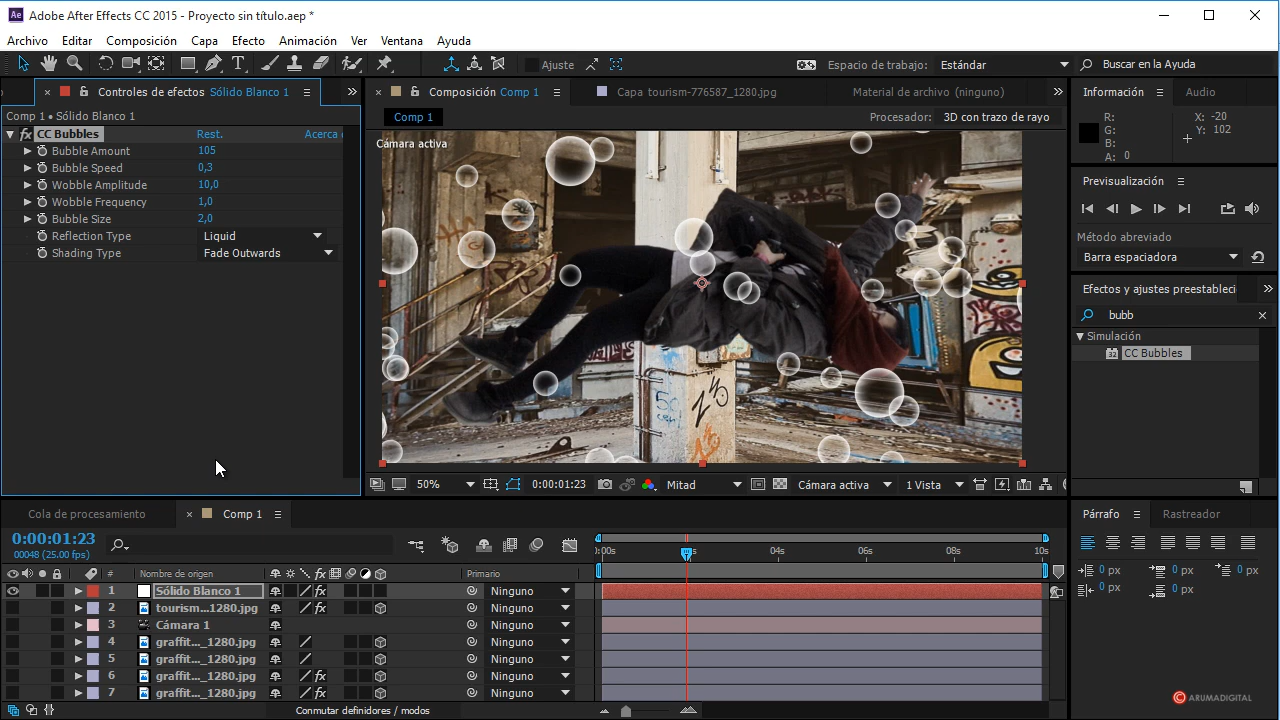 Adobe After Effects CC 2015 - Proyecto sin título.aep *
Archivo Editar Composición Capa Efecto Animación Ver Ventana Ayuda
Ajuste Espacio de trabajo: Estándar Buscar en la Ayuda
Controles de efectos Sólido Blanco 1
Composición Comp 1
Capa tourism-776587_1280.jpg
Material de archivo (ninguno)
Información Audio
Comp 1 • Sólido Blanco 1
Comp 1
Procesador: 3D con trazo de rayo
R:
G:
B:
A: 0
X: -20
Y: 102
fx CC Bubbles Rest. Acerca
Bubble Amount 105
Bubble Speed 0,3
Wobble Amplitude 10,0
Wobble Frequency 1,0
Bubble Size 2,0
Reflection Type Liquid
Shading Type Fade Outwards
Cámara activa
Previsualización
Método abreviado
Barra espaciadora
Efectos y ajustes preestableci
bubb
Simulación
32 CC Bubbles
50% 0:00:01:23 Mitad Cámara activa 1 Vista
Cola de procesamiento Comp 1
0:00:01:23
00048 (25.00 fps)
:00s 04s 06s 08s 10s
# Nombre de origen fx Primario
1 Sólido Blanco 1 fx Ninguno
2 tourism...1280.jpg fx Ninguno
3 Cámara 1 Ninguno
4 graffit..._1280.jpg Ninguno
5 graffit..._1280.jpg Ninguno
6 graffit..._1280.jpg fx Ninguno
7 graffit..._1280.jpg fx Ninguno
Conmutar definidores / modos
Párrafo Rastreador
0 px 0 px 0 px
0 px 0 px
C ARUMADIGITAL